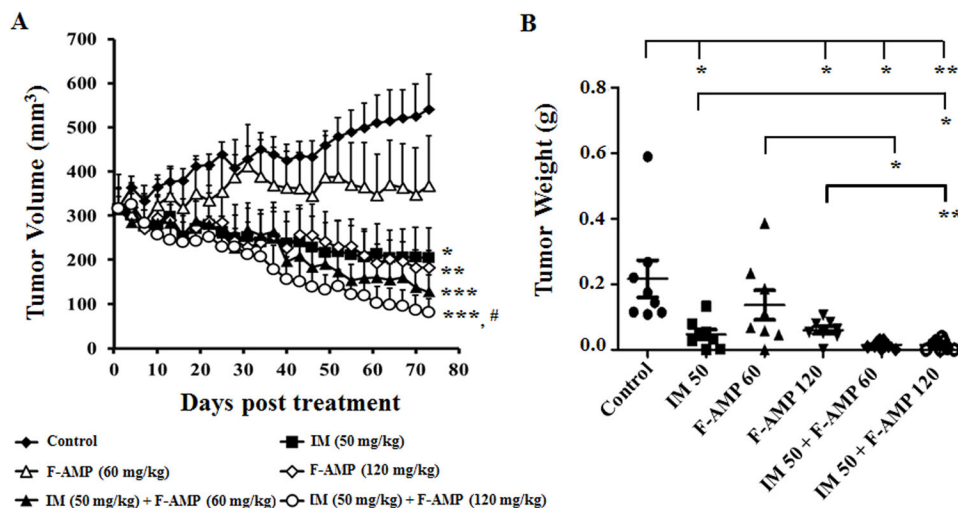 A
Tumor Volume (mm³)
700
600
500
400
300
200
100
0
0 10 20 30 40 50 60 70 80
Days post treatment
*
**
***
***, #
Control
IM (50 mg/kg)
F-AMP (60 mg/kg)
F-AMP (120 mg/kg)
IM (50 mg/kg) + F-AMP (60 mg/kg)
IM (50 mg/kg) + F-AMP (120 mg/kg)
B
* * * **
*
*
**
Tumor Weight (g)
0.8
0.6
0.4
0.2
0.0
Control
IM 50
F-AMP 60
F-AMP 120
IM 50 + F-AMP 60
IM 50 + F-AMP 120